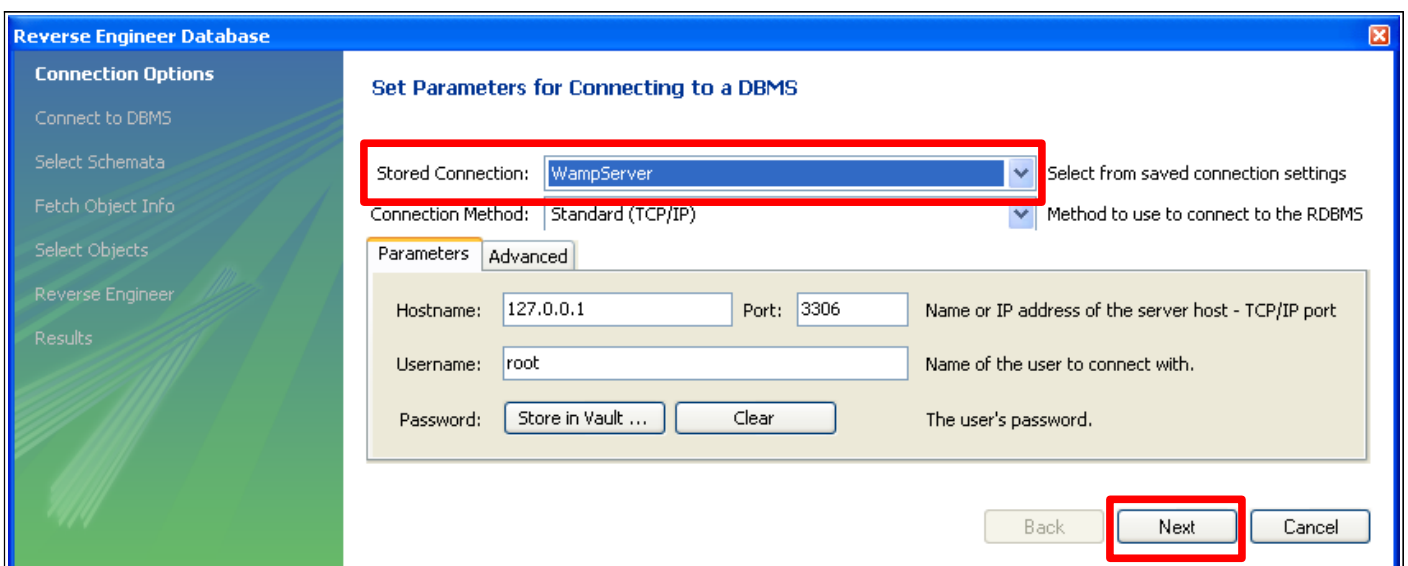 Reverse Engineer Database
Connection Options
Connect to DBMS
Select Schemata
Fetch Object Info
Select Objects
Reverse Engineer
Results
Set Parameters for Connecting to a DBMS
Stored Connection: WampServer Select from saved connection settings
Connection Method: Standard (TCP/IP) Method to use to connect to the RDBMS
Parameters Advanced
Hostname: 127.0.0.1 Port: 3306 Name or IP address of the server host - TCP/IP port
Username: root Name of the user to connect with.
Password: Store in Vault ... Clear The user's password.
Back Next Cancel